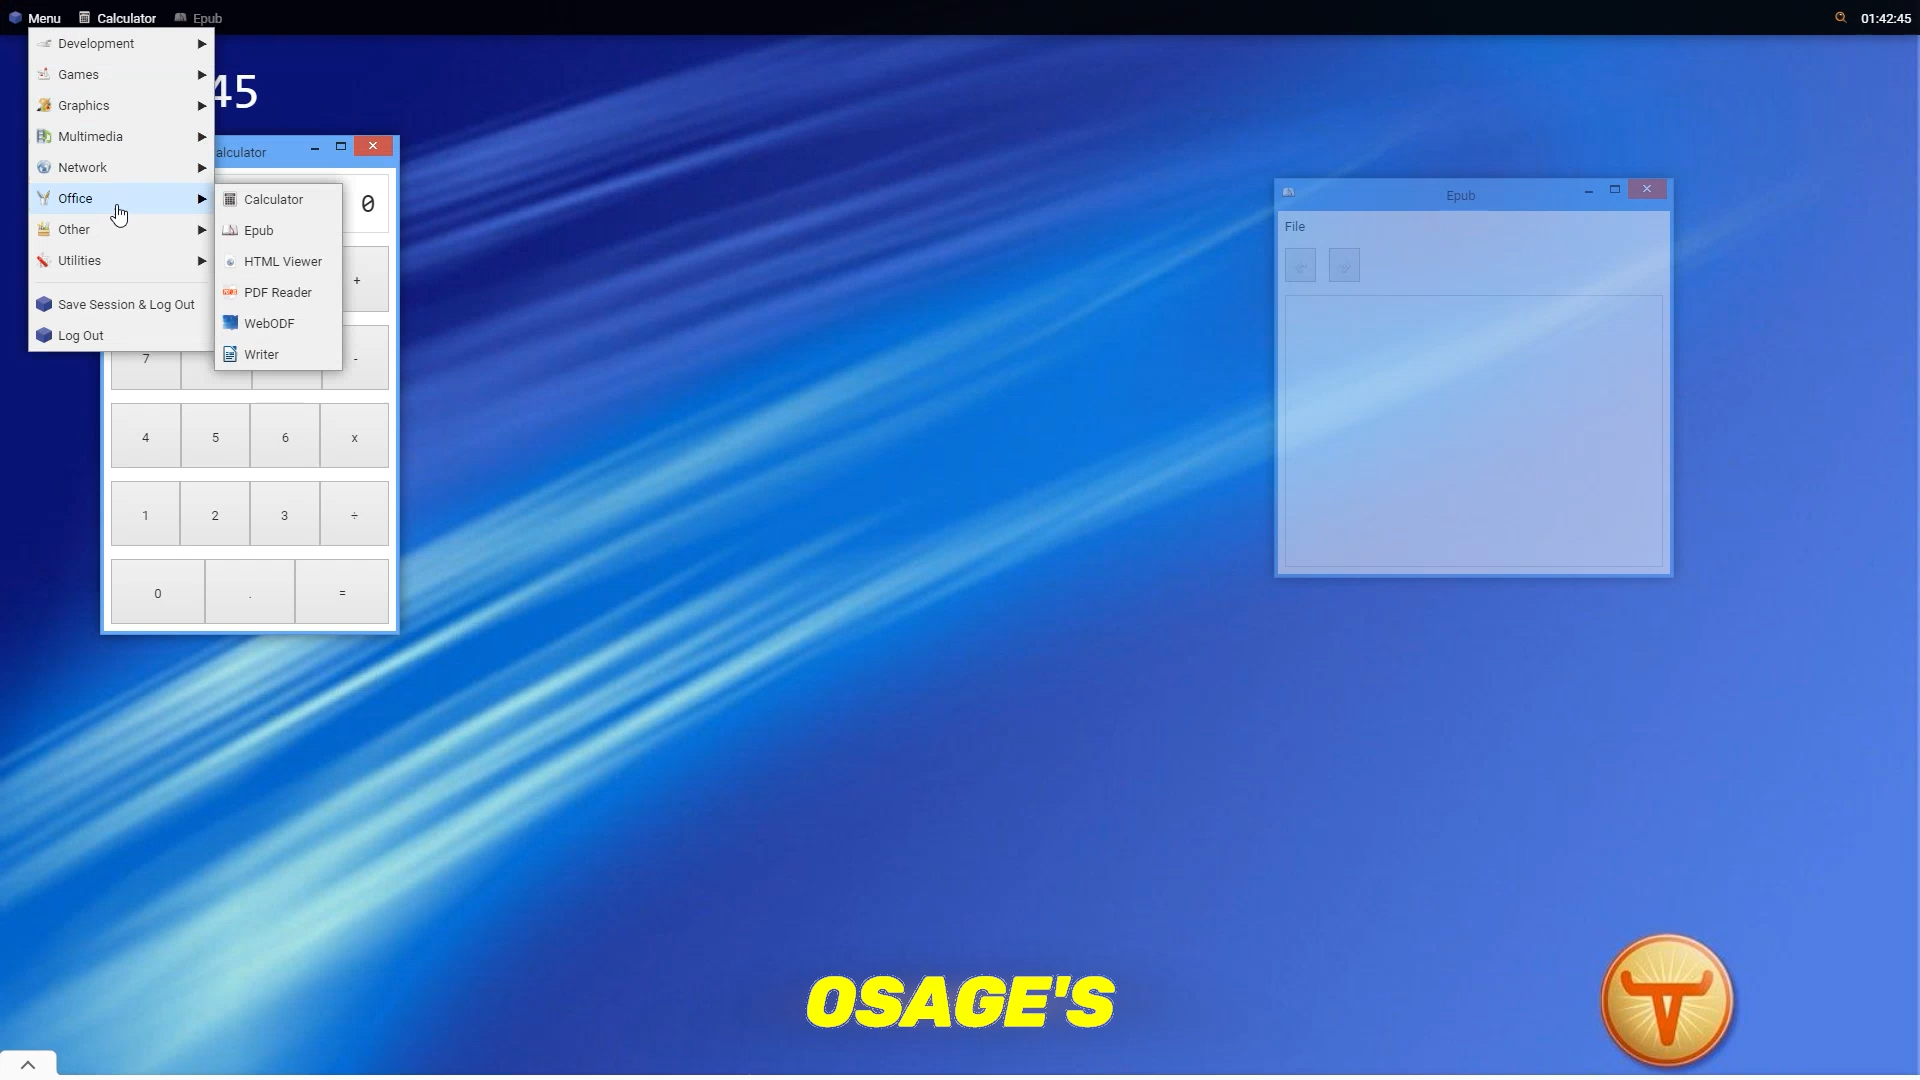 Menu Calculator Epub 01:42:45
Development
Games
Graphics
Multimedia
Network
Office
Other
Utilities
Save Session & Log Out
Log Out
45
alculator
0
Calculator
Epub
HTML Viewer
PDF Reader
WebODF
Writer
+
7 -
4 5 6 x
1 2 3 ÷
0 . =
Epub
File
OSAGE'S